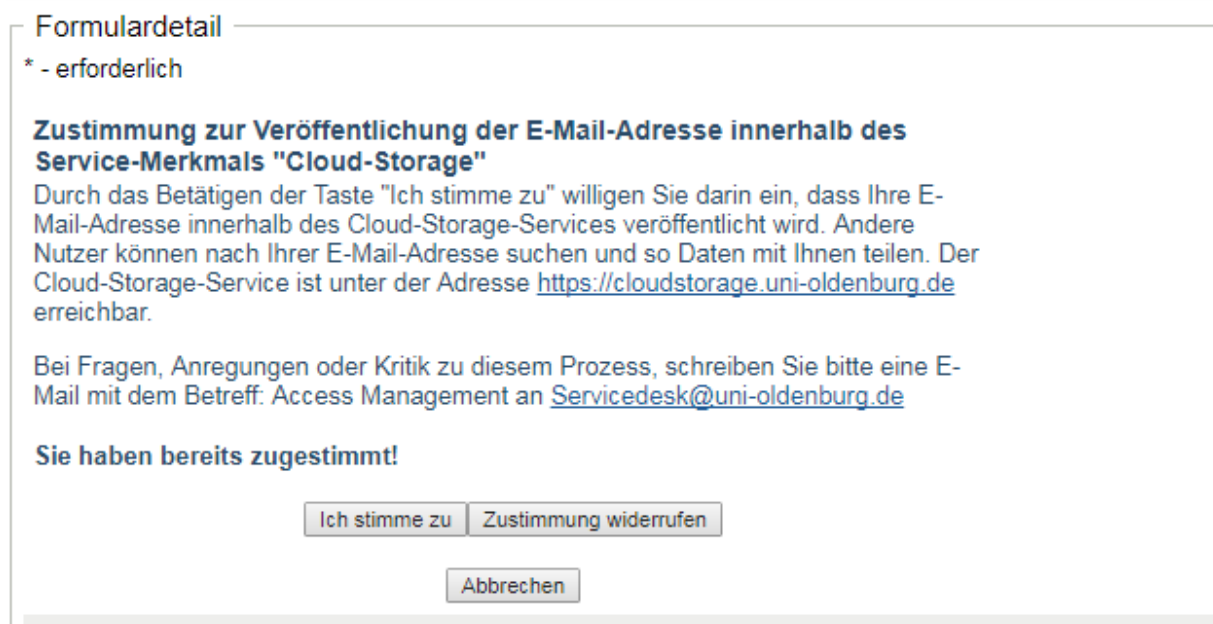 Formulardetail
* - erforderlich
Zustimmung zur Veröffentlichung der E-Mail-Adresse innerhalb des
Service-Merkmals "Cloud-Storage"
Durch das Betätigen der Taste "Ich stimme zu" willigen Sie darin ein, dass Ihre E-
Mail-Adresse innerhalb des Cloud-Storage-Services veröffentlicht wird. Andere
Nutzer können nach Ihrer E-Mail-Adresse suchen und so Daten mit Ihnen teilen. Der
Cloud-Storage-Service ist unter der Adresse https://cloudstorage.uni-oldenburg.de
erreichbar.
Bei Fragen, Anregungen oder Kritik zu diesem Prozess, schreiben Sie bitte eine E-
Mail mit dem Betreff: Access Management an Servicedesk@uni-oldenburg.de
Sie haben bereits zugestimmt!
Ich stimme zu Zustimmung widerrufen
Abbrechen